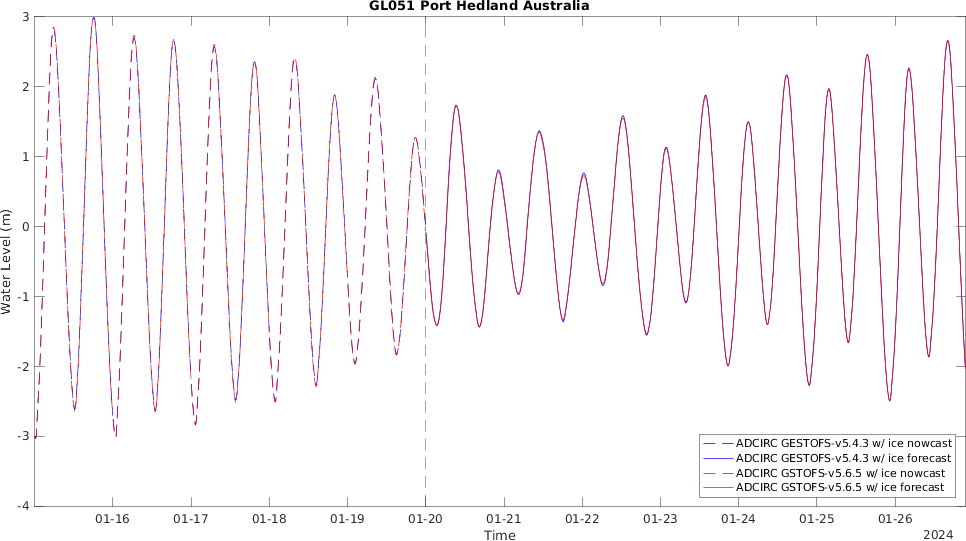 GL051 Port Hedland Australia
3
2
1
0
-1
-2
-3
-4
Water Level (m)
ADCIRC GESTOFS-v5.4.3 w/ ice nowcast
ADCIRC GESTOFS-v5.4.3 w/ ice forecast
ADCIRC GSTOFS-v5.6.5 w/ ice nowcast
ADCIRC GSTOFS-v5.6.5 w/ ice forecast
01-16 01-17 01-18 01-19 01-20 01-21 01-22 01-23 01-24 01-25 01-26
Time
2024